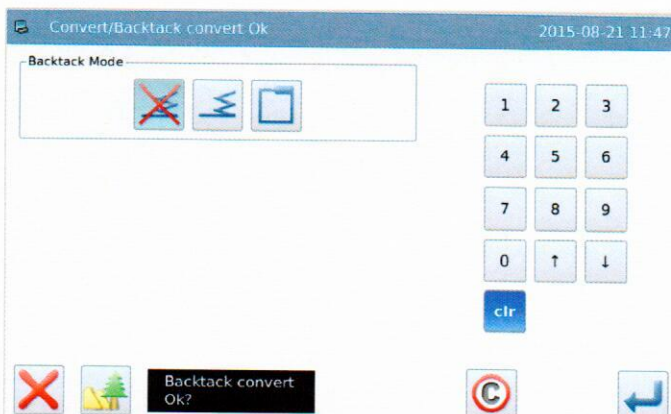 Convert/Backtack convert Ok 2015-08-21 11:47
Backtack Mode
1 2 3
4 5 6
7 8 9
0 ↑ ↓
clr
Backtack convert
Ok?
C